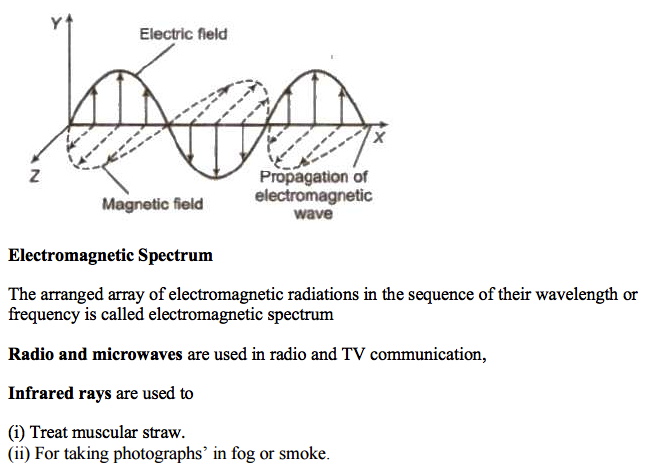 Y
Electric field
X
Z
Propagation of
electromagnetic
wave
Magnetic field
Electromagnetic Spectrum
The arranged array of electromagnetic radiations in the sequence of their wavelength or
frequency is called electromagnetic spectrum
Radio and microwaves are used in radio and TV communication,
Infrared rays are used to
(i) Treat muscular straw.
(ii) For taking photographs’ in fog or smoke.